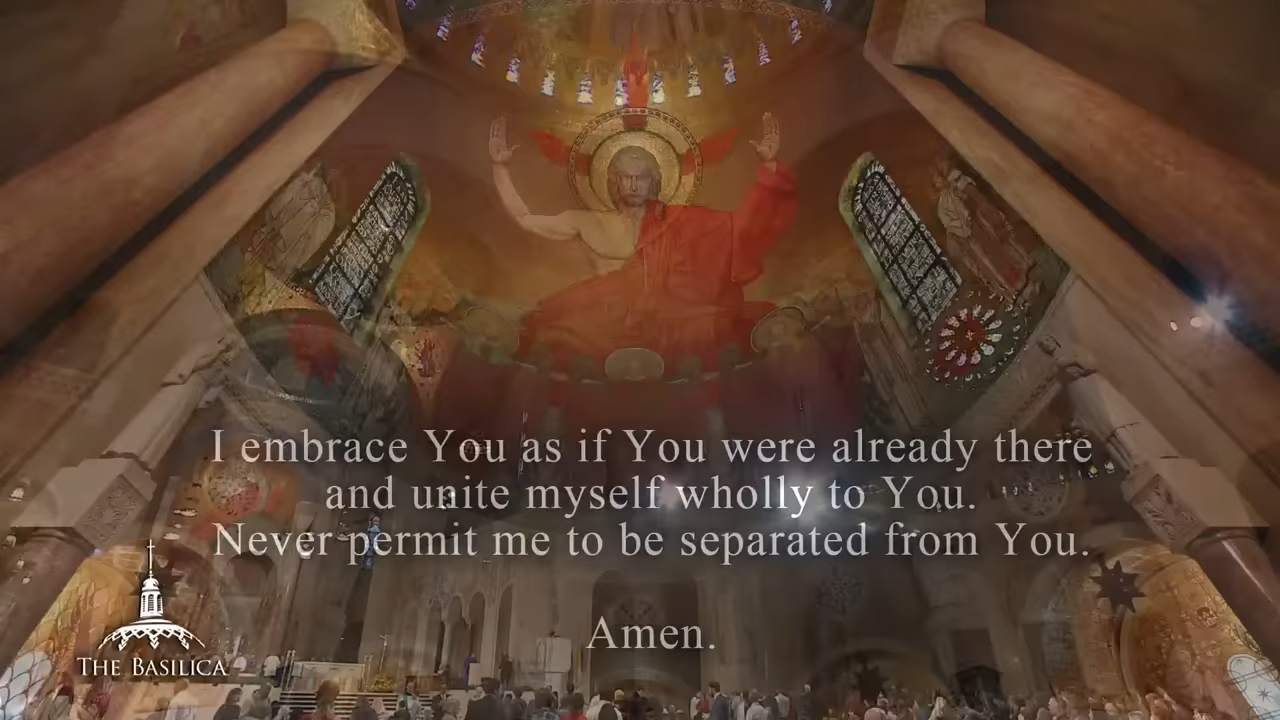 I embrace You as if You were already there
and unite myself wholly to You.
Never permit me to be separated from You.
Amen.
THE BASILICA